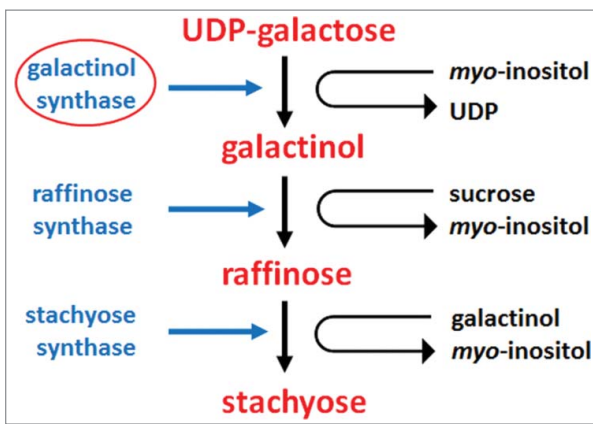 UDP-galactose
galactinol
synthase
myo-inositol
UDP
galactinol
raffinose
synthase
sucrose
myo-inositol
raffinose
stachyose
synthase
galactinol
myo-inositol
stachyose